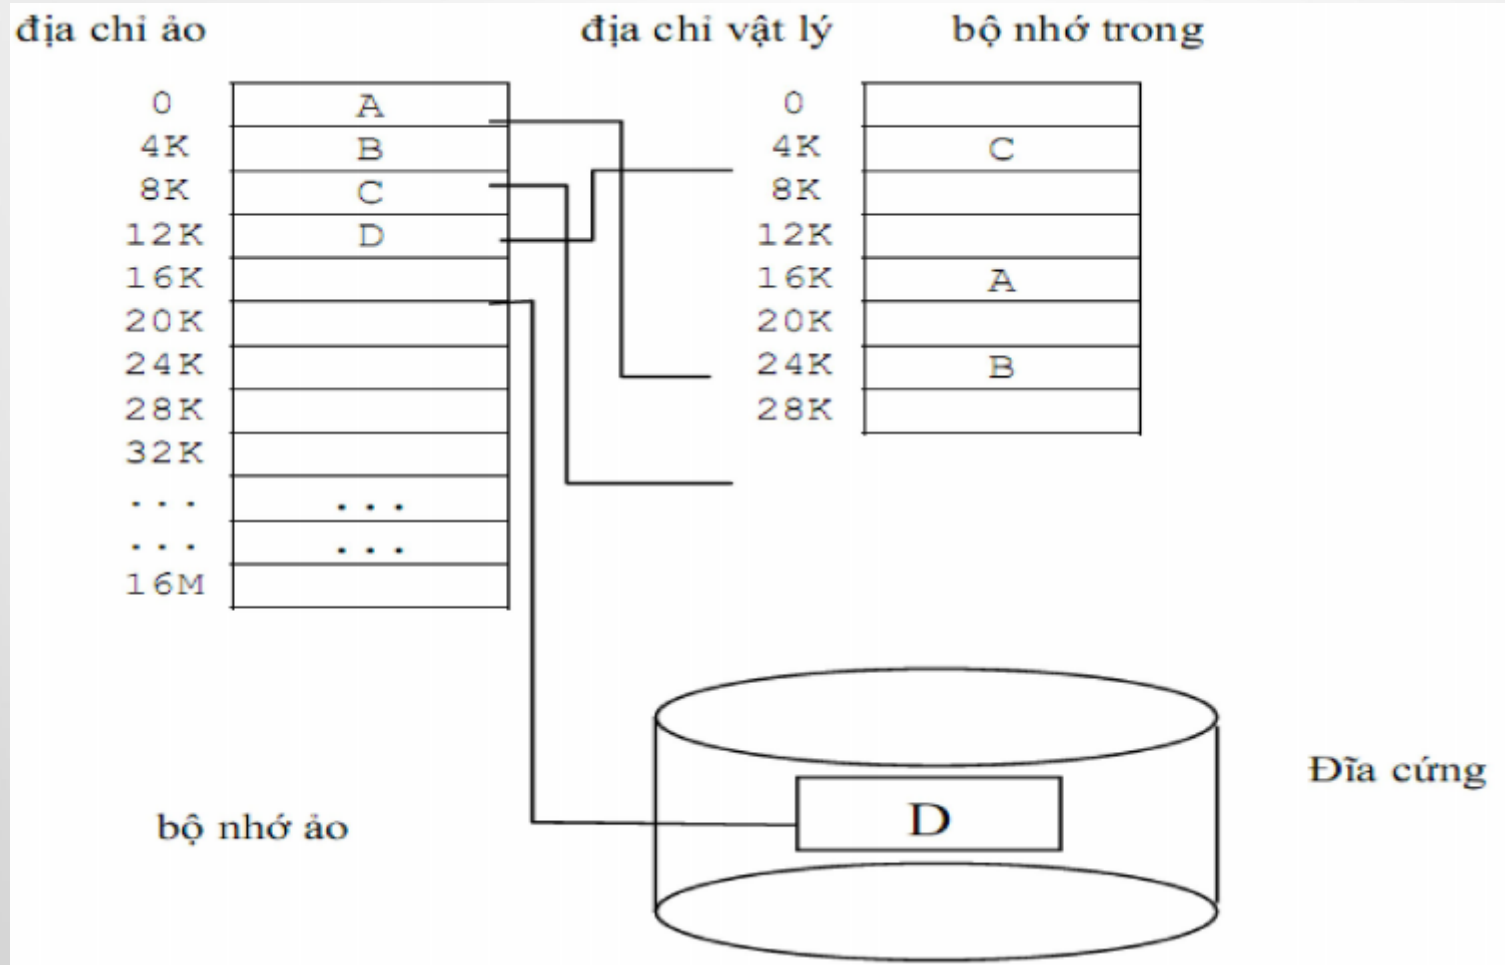 địa chỉ ảo địa chỉ vật lý bộ nhớ trong
0 A 0
4K B 4K C
8K C 8K
12K D 12K
16K 16K A
20K 20K
24K 24K B
28K 28K
32K
... ...
... ...
16M
Đĩa cứng
bộ nhớ ảo D